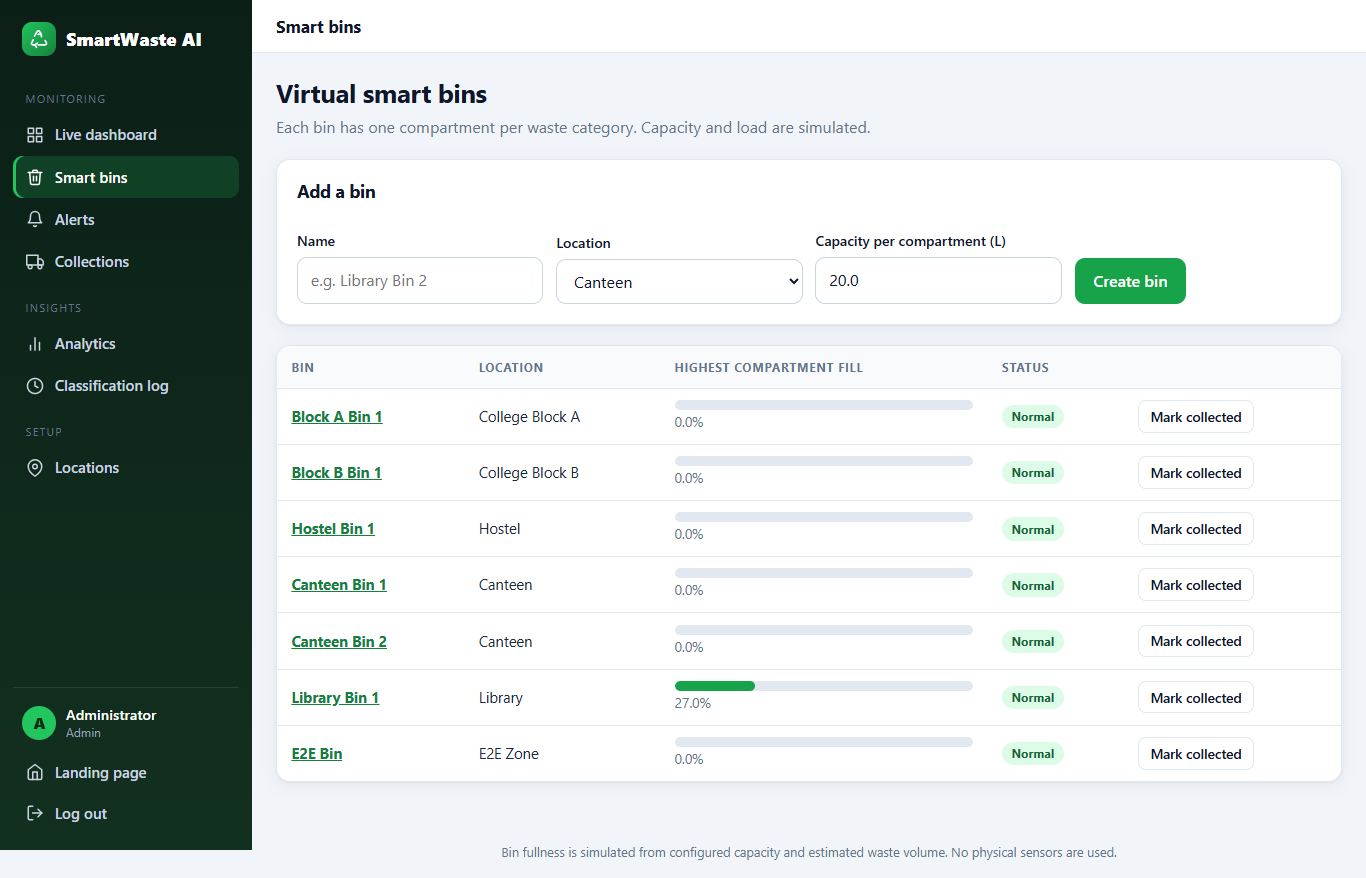 SmartWaste AI
MONITORING
Live dashboard
Smart bins
Alerts
Collections
INSIGHTS
Analytics
Classification log
SETUP
Locations
A
Administrator
Admin
Landing page
Log out
Smart bins
Virtual smart bins
Each bin has one compartment per waste category. Capacity and load are simulated.
Add a bin
Name
Location
Capacity per compartment (L)
e.g. Library Bin 2
Canteen
20.0
Create bin
BIN LOCATION HIGHEST COMPARTMENT FILL STATUS
Block A Bin 1 College Block A 0.0% Normal Mark collected
Block B Bin 1 College Block B 0.0% Normal Mark collected
Hostel Bin 1 Hostel 0.0% Normal Mark collected
Canteen Bin 1 Canteen 0.0% Normal Mark collected
Canteen Bin 2 Canteen 0.0% Normal Mark collected
Library Bin 1 Library 27.0% Normal Mark collected
E2E Bin E2E Zone 0.0% Normal Mark collected
Bin fullness is simulated from configured capacity and estimated waste volume. No physical sensors are used.